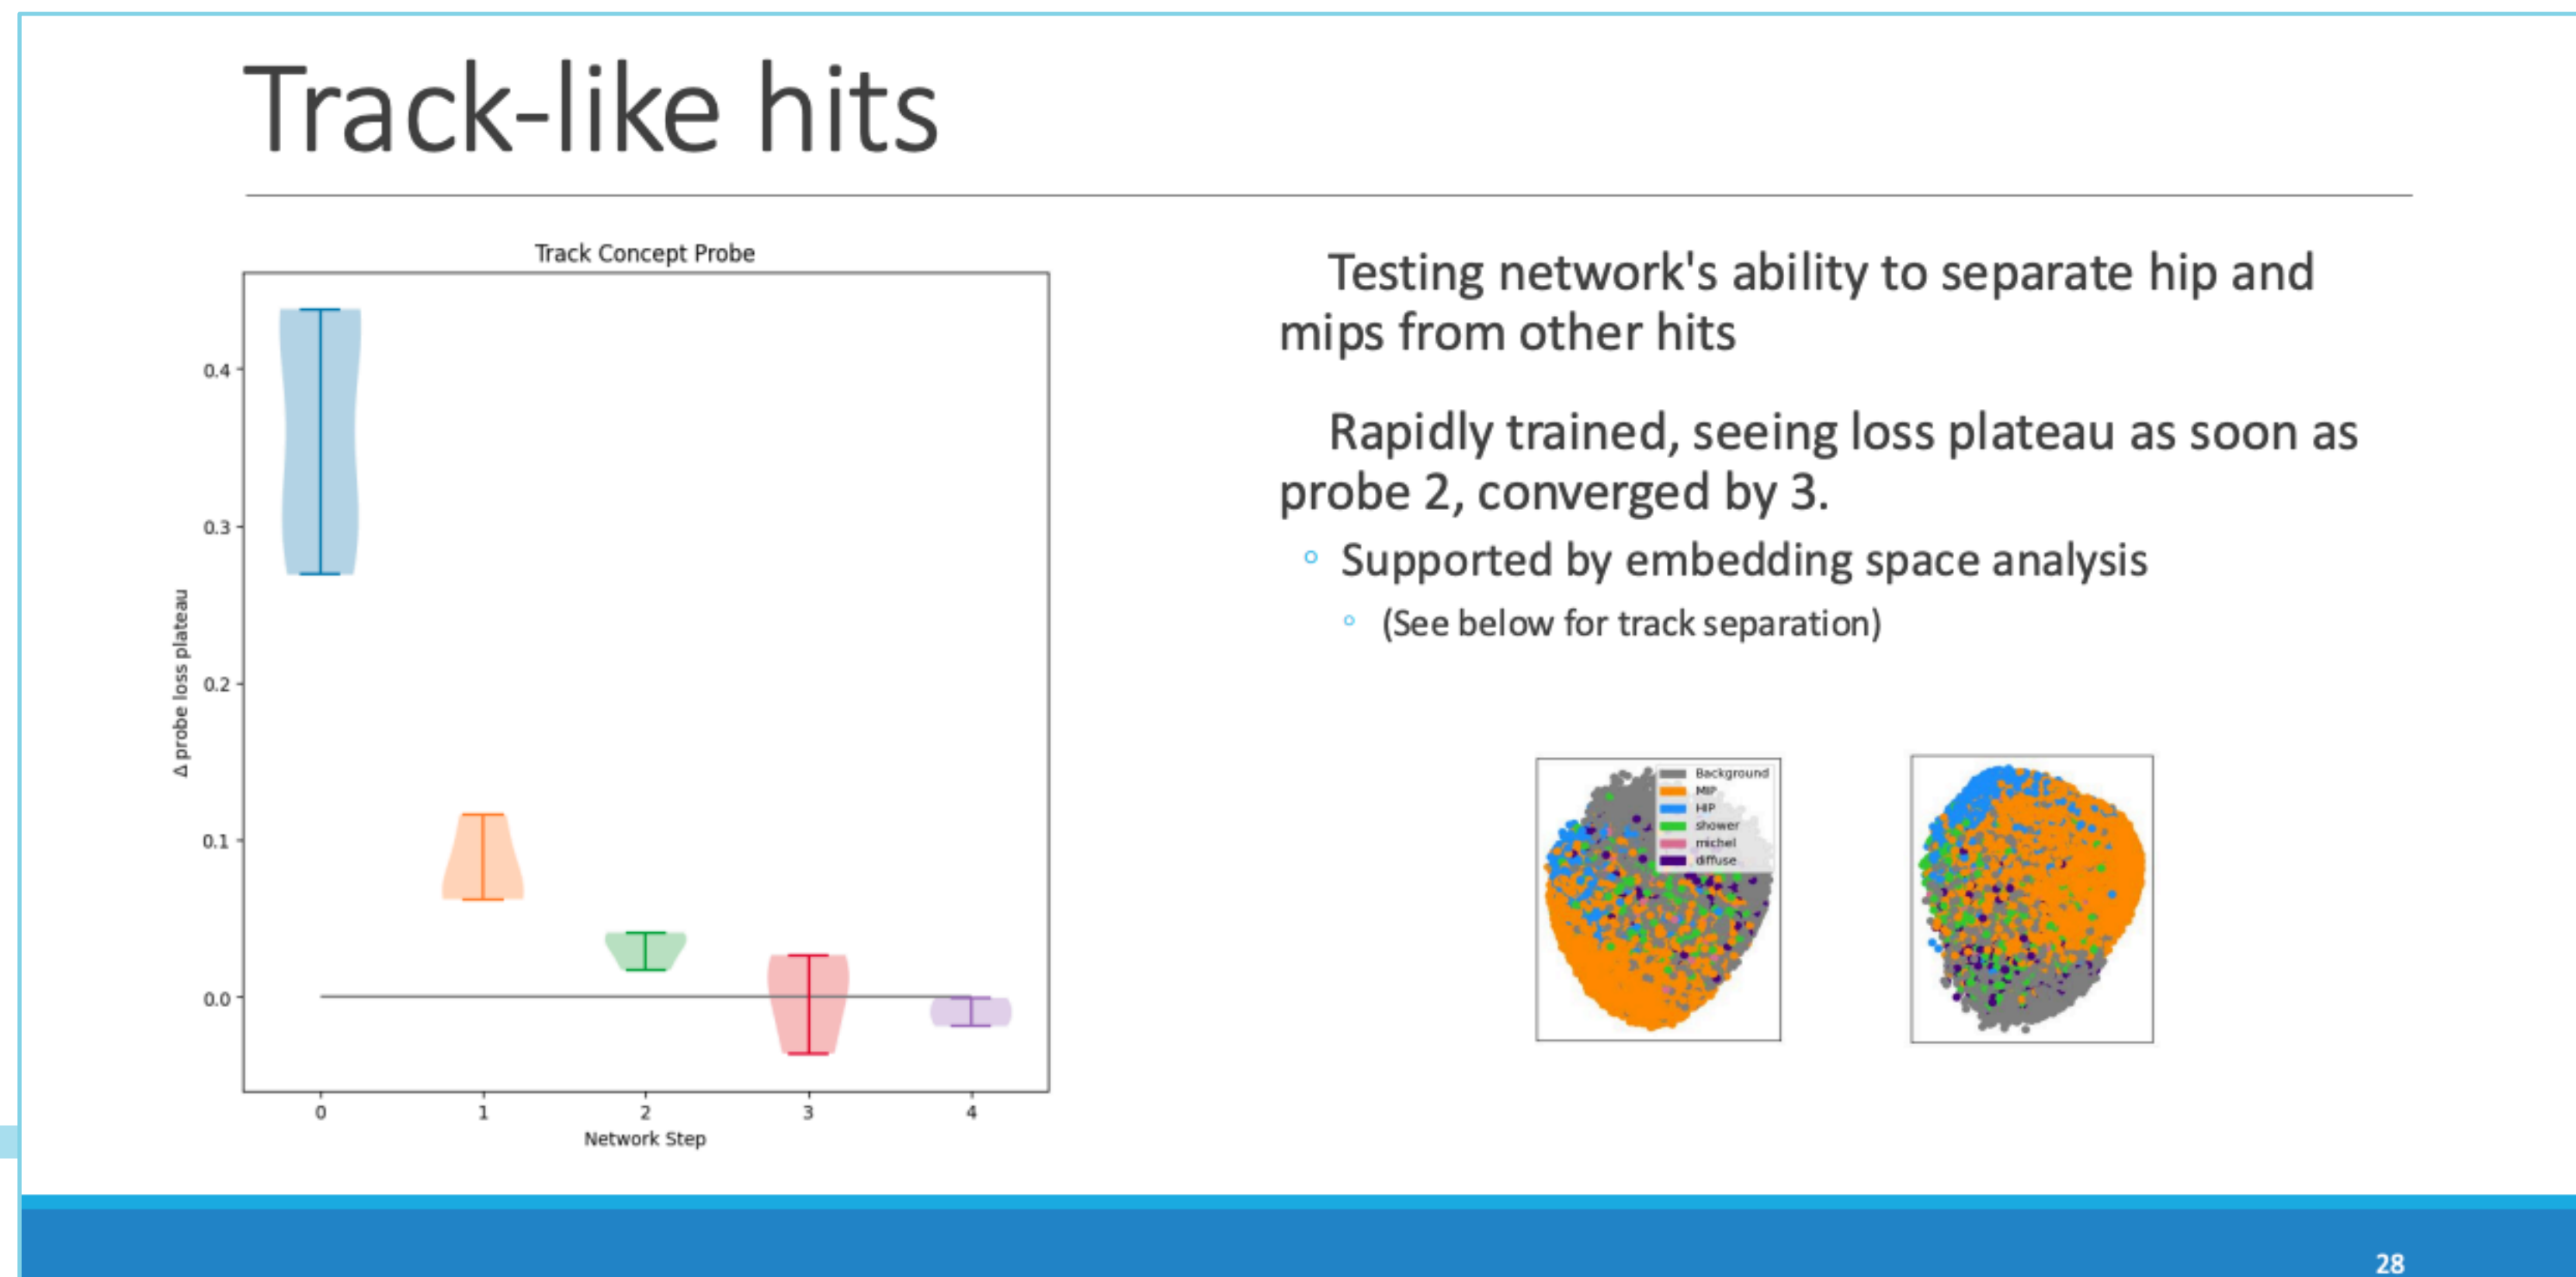 Track-like hits
Track Concept Probe
0.4
0.3
0.2
0.1
0.0
Δ probe loss plateau
0
1
2
3
4
Network Step
Testing network's ability to separate hip and
mips from other hits
Rapidly trained, seeing loss plateau as soon as
probe 2, converged by 3.
Supported by embedding space analysis
(See below for track separation)
Background
MIP
HIP
shower
michel
diffuse
28